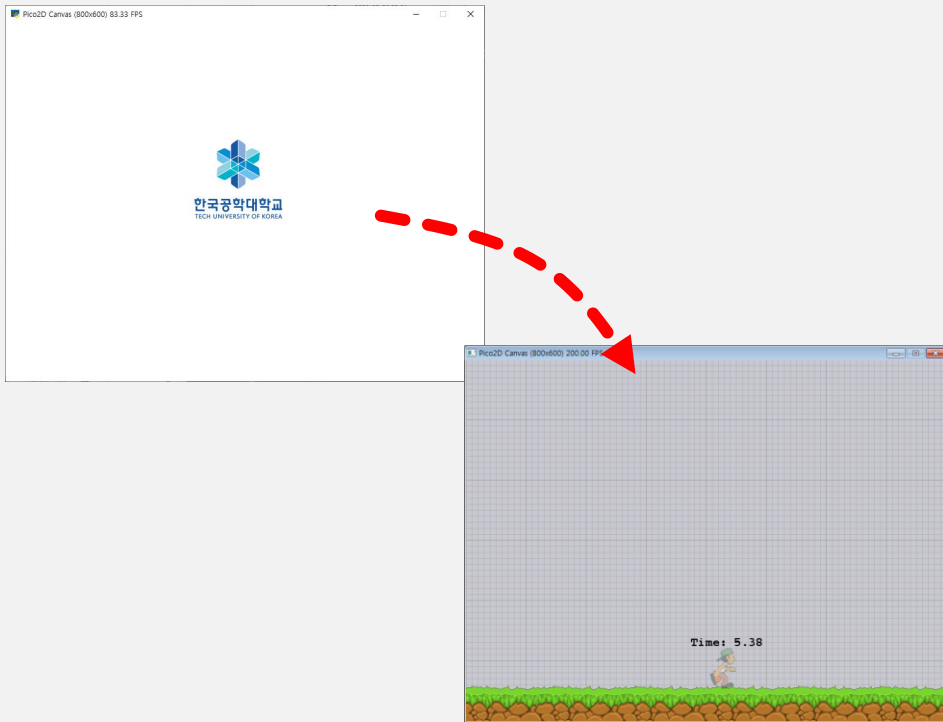 Pico2D Canvas (800x600) 83.33 FPS
한국공학대학교
TECH UNIVERSITY OF KOREA
Pico2D Canvas (800x600) 200.00 FPS
Time: 5.38